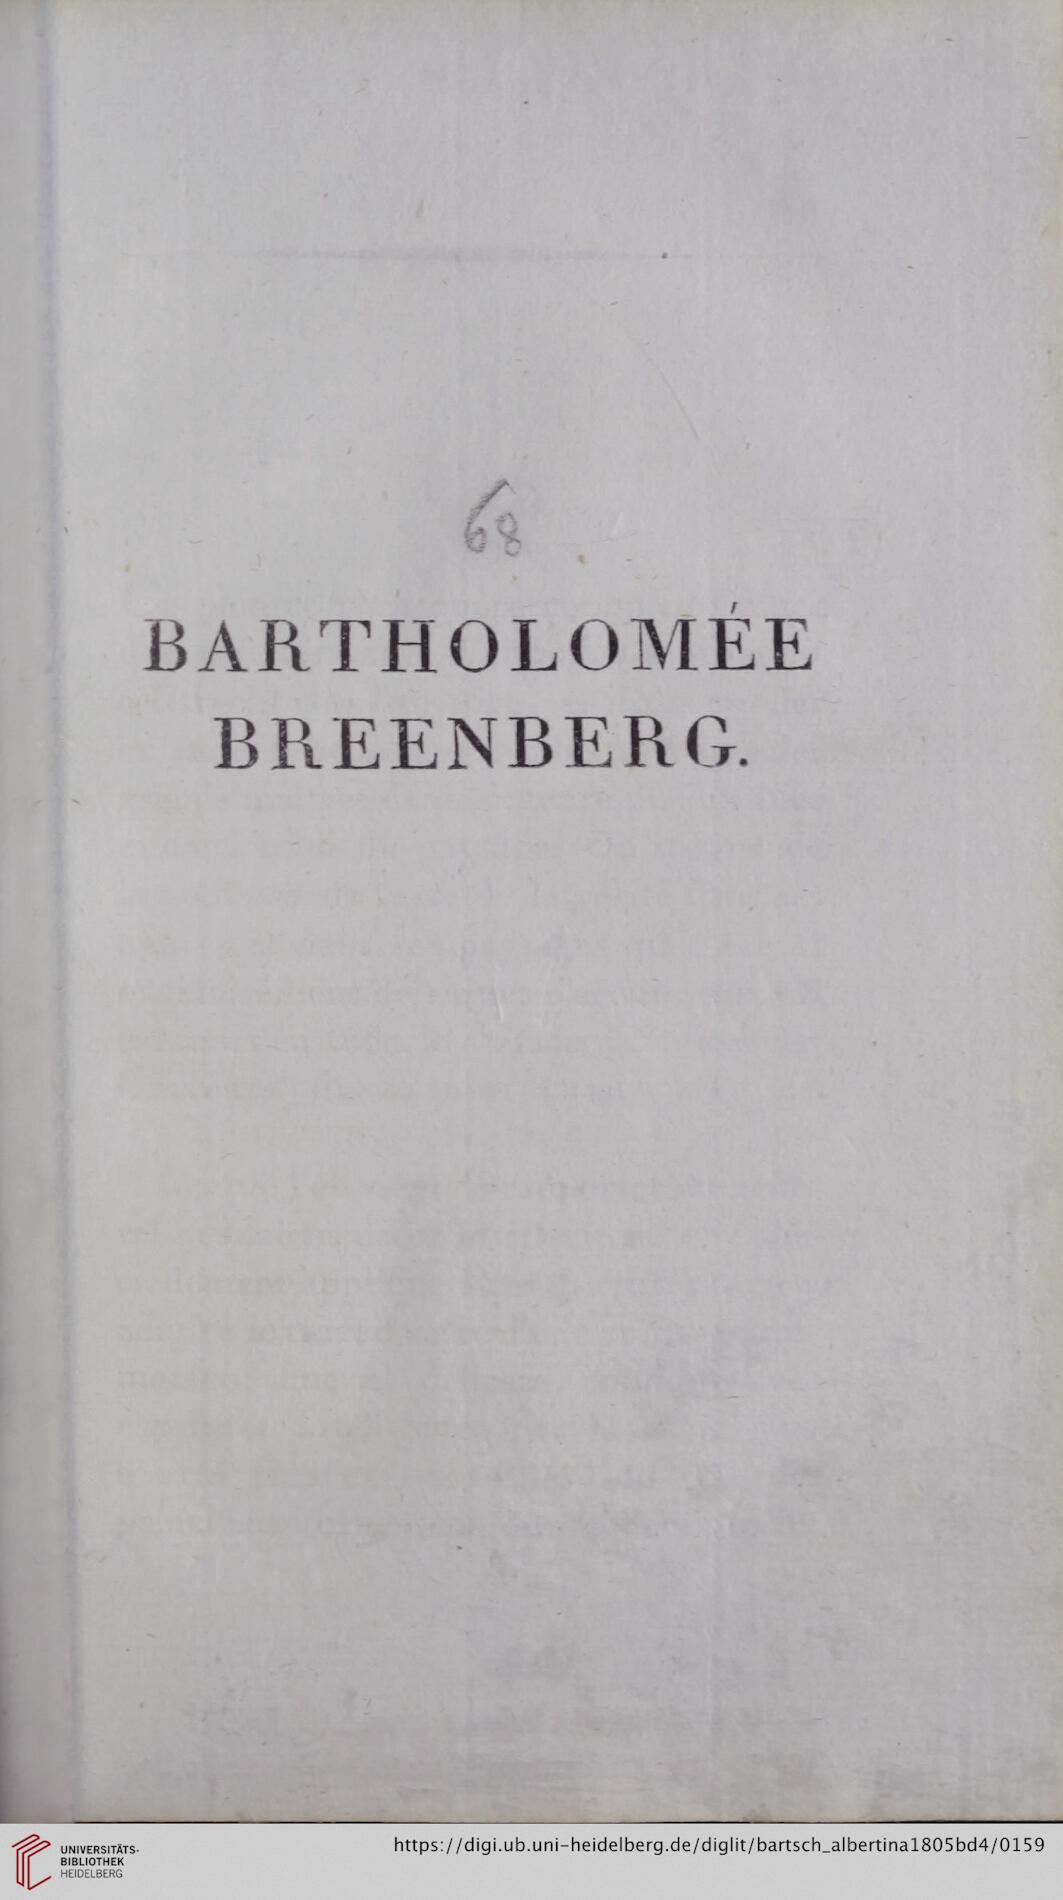 68
BARTHOLOMÉE
BREENBERG.
UNIVERSITÄTS-
BIBLIOTHEK
HEIDELBERG
https://digi.ub.uni-heidelberg.de/diglit/bartsch_albertina1805bd4/0159